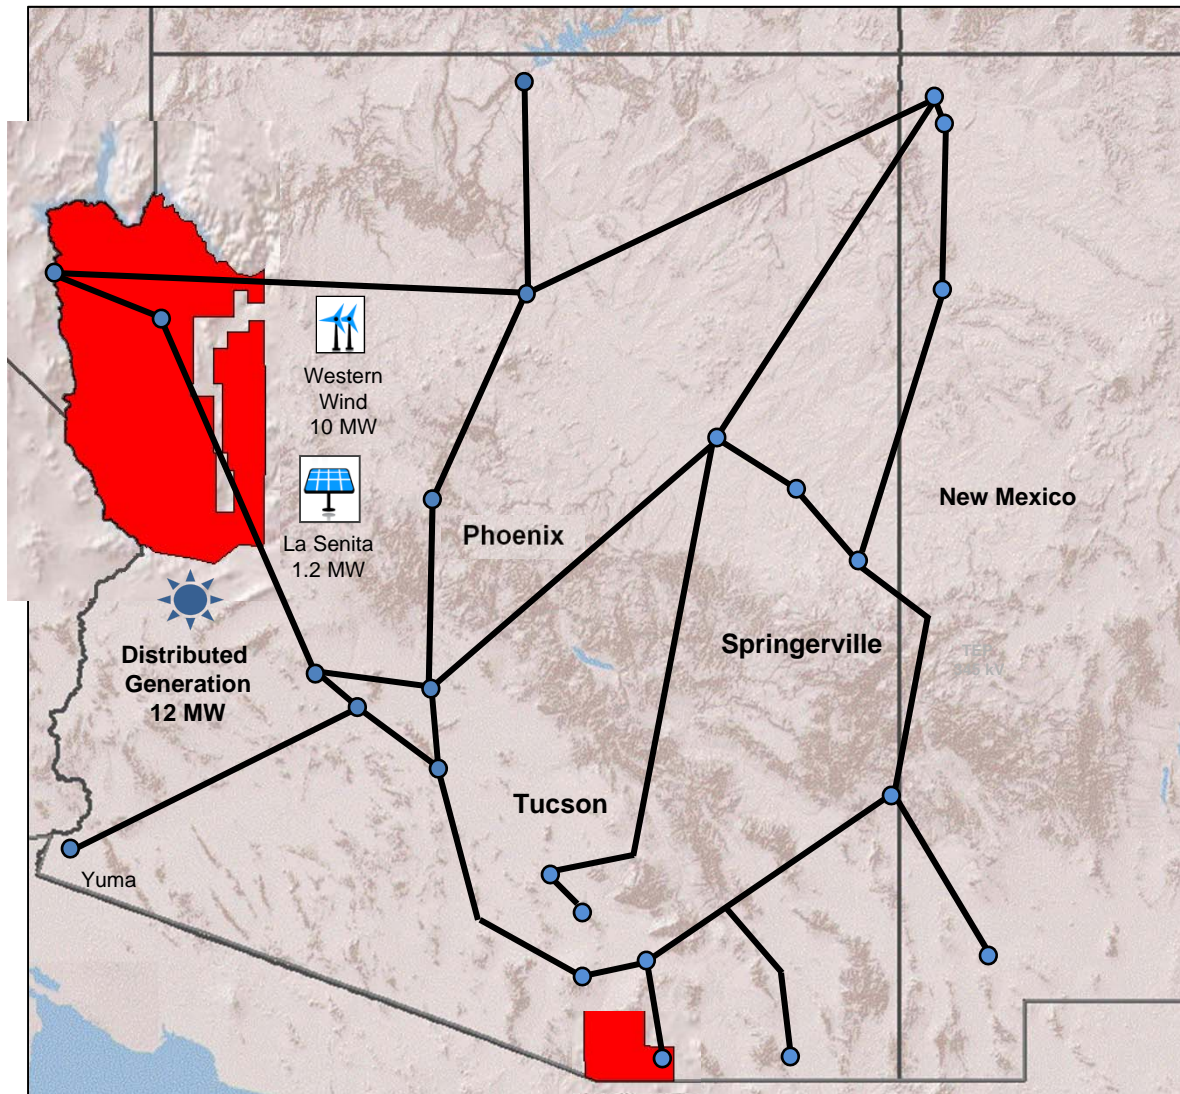 Western
Wind
10 MW
New Mexico
Phoenix
La Senita
1.2 MW
Springerville
Distributed
Generation
12 MW
Tucson
Yuma